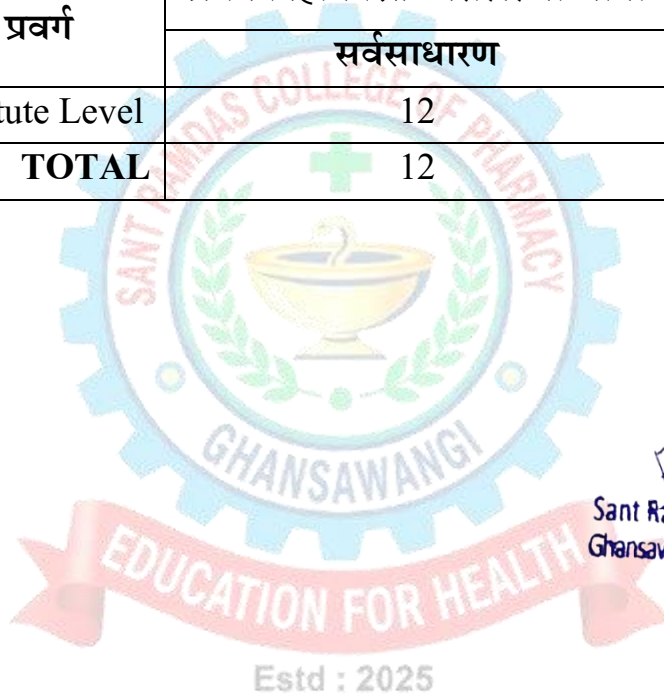 प्रवर्ग
सर्वसाधारण
tute Level 12
TOTAL 12
SANT RAMDAS COLLEGE OF PHARMACY
GHANSAWANGI
Sant Ra
Ghansaw
EDUCATION FOR HEALTH
Estd : 2025